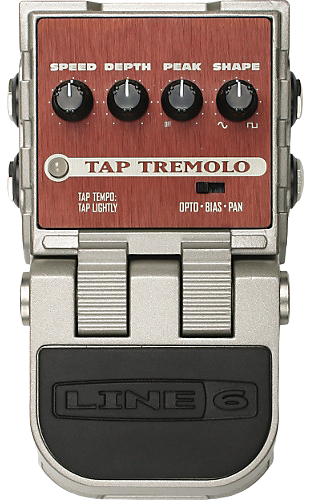 SPEED DEPTH PEAK SHAPE
TAP TREMOLO
TAP TEMPO:
TAP LIGHTLY
OPTO • BIAS • PAN
LINE 6